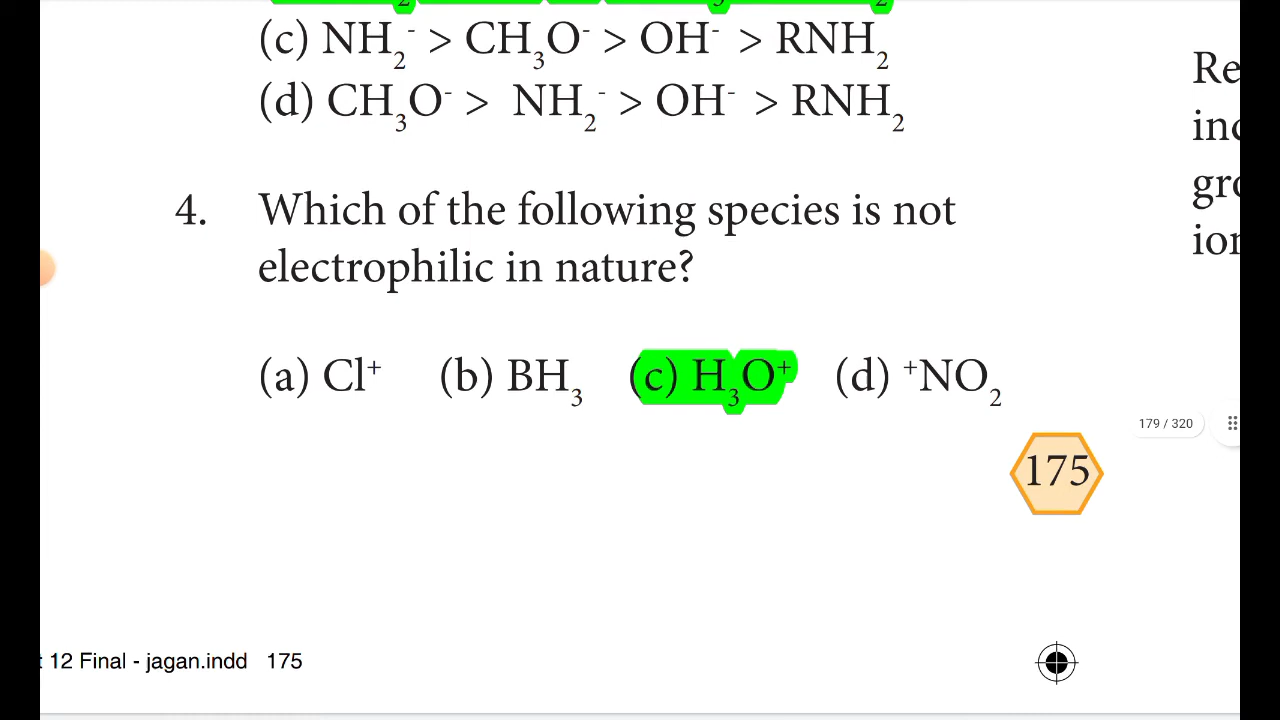 (c) NH₂⁻ > CH₃O⁻ > OH⁻ > RNH₂
(d) CH₃O⁻ > NH₂⁻ > OH⁻ > RNH₂
4. Which of the following species is not
electrophilic in nature?
(a) Cl⁺ (b) BH₃ (c) H₃O⁺ (d) ⁺NO₂
179 / 320
175
12 Final - jagan.indd 175